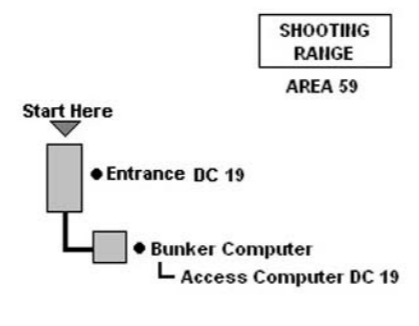 SHOOTING
RANGE
AREA 59
Start Here
Entrance DC 19
Bunker Computer
Access Computer DC 19